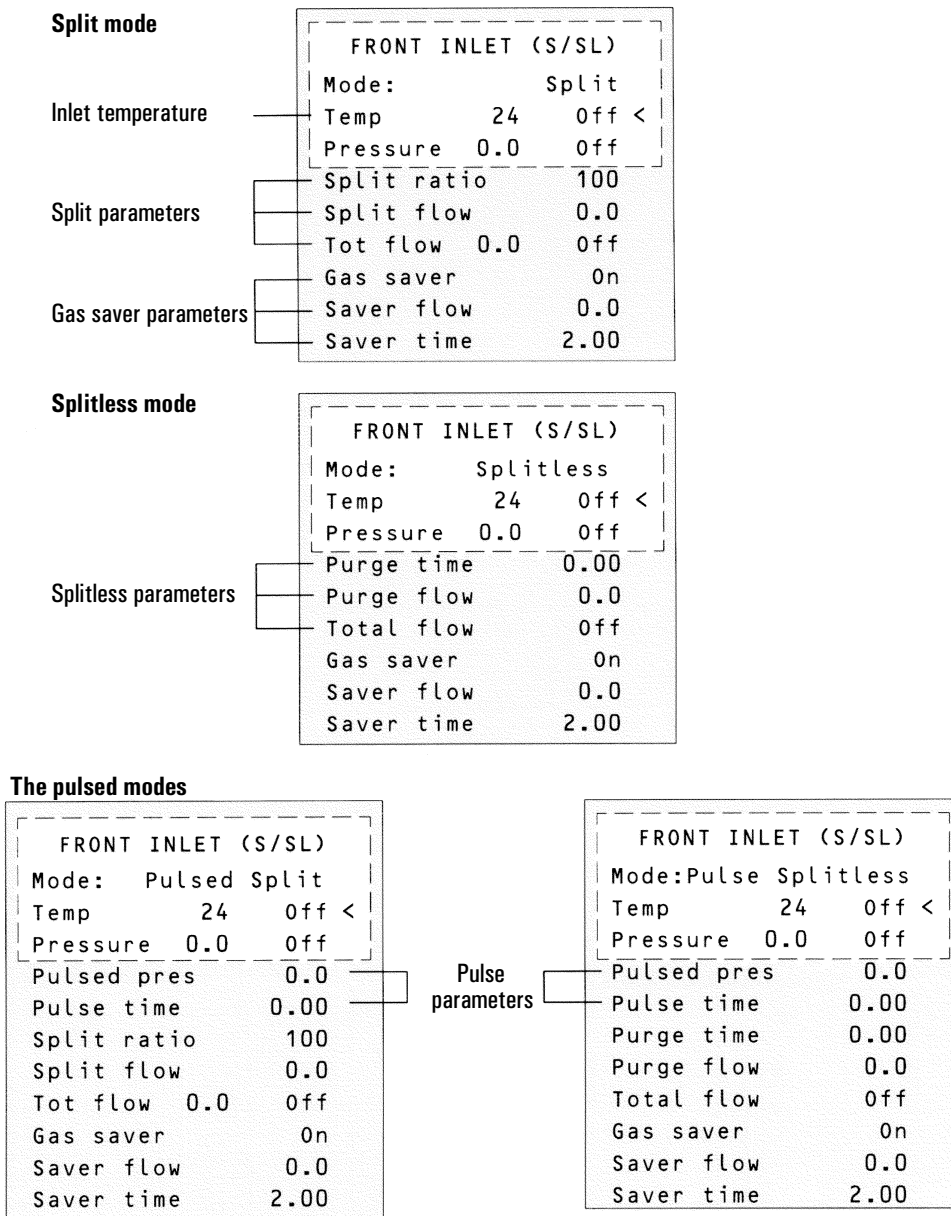 Split mode
FRONT INLET (S/SL)
Mode: Split
Inlet temperature
Temp 24 Off <
Pressure 0.0 Off
Split parameters
Split ratio 100
Split flow 0.0
Tot flow 0.0 Off
Gas saver parameters
Gas saver On
Saver flow 0.0
Saver time 2.00
Splitless mode
FRONT INLET (S/SL)
Mode: Splitless
Temp 24 Off <
Pressure 0.0 Off
Splitless parameters
Purge time 0.00
Purge flow 0.0
Total flow Off
Gas saver On
Saver flow 0.0
Saver time 2.00
The pulsed modes
FRONT INLET (S/SL)
Mode: Pulsed Split
Temp 24 Off <
Pressure 0.0 Off
Pulsed pres 0.0
Pulse time 0.00
Split ratio 100
Split flow 0.0
Tot flow 0.0 Off
Gas saver On
Saver flow 0.0
Saver time 2.00
Pulse
parameters
FRONT INLET (S/SL)
Mode:Pulse Splitless
Temp 24 Off <
Pressure 0.0 Off
Pulsed pres 0.0
Pulse time 0.00
Purge time 0.00
Purge flow 0.0
Total flow Off
Gas saver On
Saver flow 0.0
Saver time 2.00